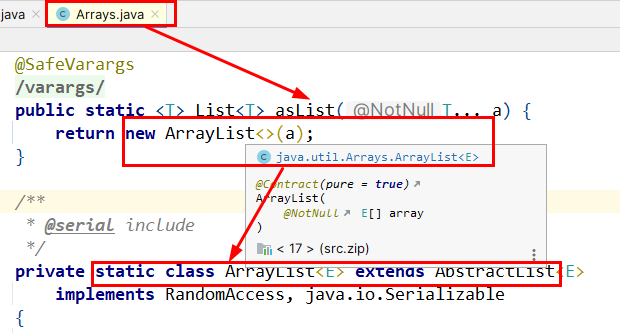 java × Arrays.java ×
@SafeVarargs
/varargs/
public static <T> List<T> asList( @NotNull T... a) {
return new ArrayList<>(a);
}
java.util.Arrays.ArrayList<E>
@Contract(pure = true)↗
ArrayList(
@NotNull↗ E[] array
)
< 17 > (src.zip)
/**
* @serial include
*/
private static class ArrayList<E> extends AbstractList<E>
implements RandomAccess, java.io.Serializable
{